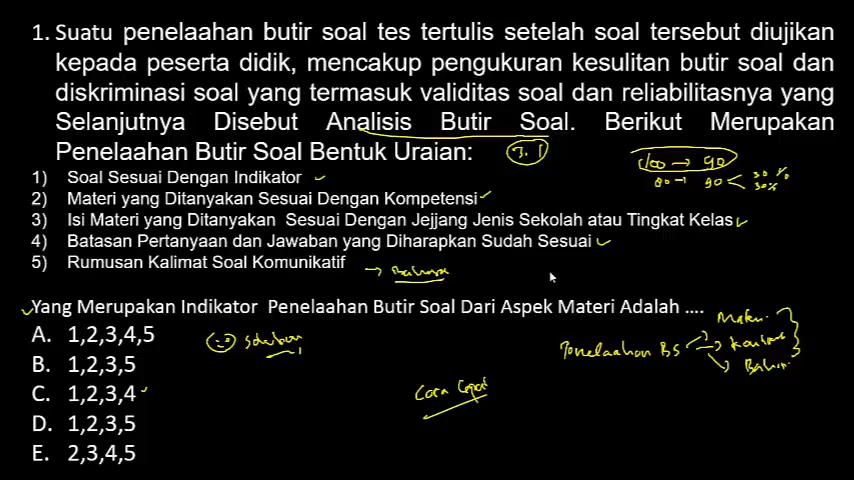 1. Suatu penelaahan butir soal tes tertulis setelah soal tersebut diujikan
kepada peserta didik, mencakup pengukuran kesulitan butir soal dan
diskriminasi soal yang termasuk validitas soal dan reliabilitasnya yang
Selanjutnya Disebut Analisis Butir Soal. Berikut Merupakan
Penelaahan Butir Soal Bentuk Uraian:
3.1
100 → 90
80 → 90
30%
30%
1) Soal Sesuai Dengan Indikator
2) Materi yang Ditanyakan Sesuai Dengan Kompetensi
3) Isi Materi yang Ditanyakan Sesuai Dengan Jejjang Jenis Sekolah atau Tingkat Kelas
4) Batasan Pertanyaan dan Jawaban yang Diharapkan Sudah Sesuai
5) Rumusan Kalimat Soal Komunikatif → Bahasa
Yang Merupakan Indikator Penelaahan Butir Soal Dari Aspek Materi Adalah ....
A. 1,2,3,4,5
B. 1,2,3,5
C. 1,2,3,4
D. 1,2,3,5
E. 2,3,4,5
Cara Cepat
Penelaahan BS
Materi
Bahasa